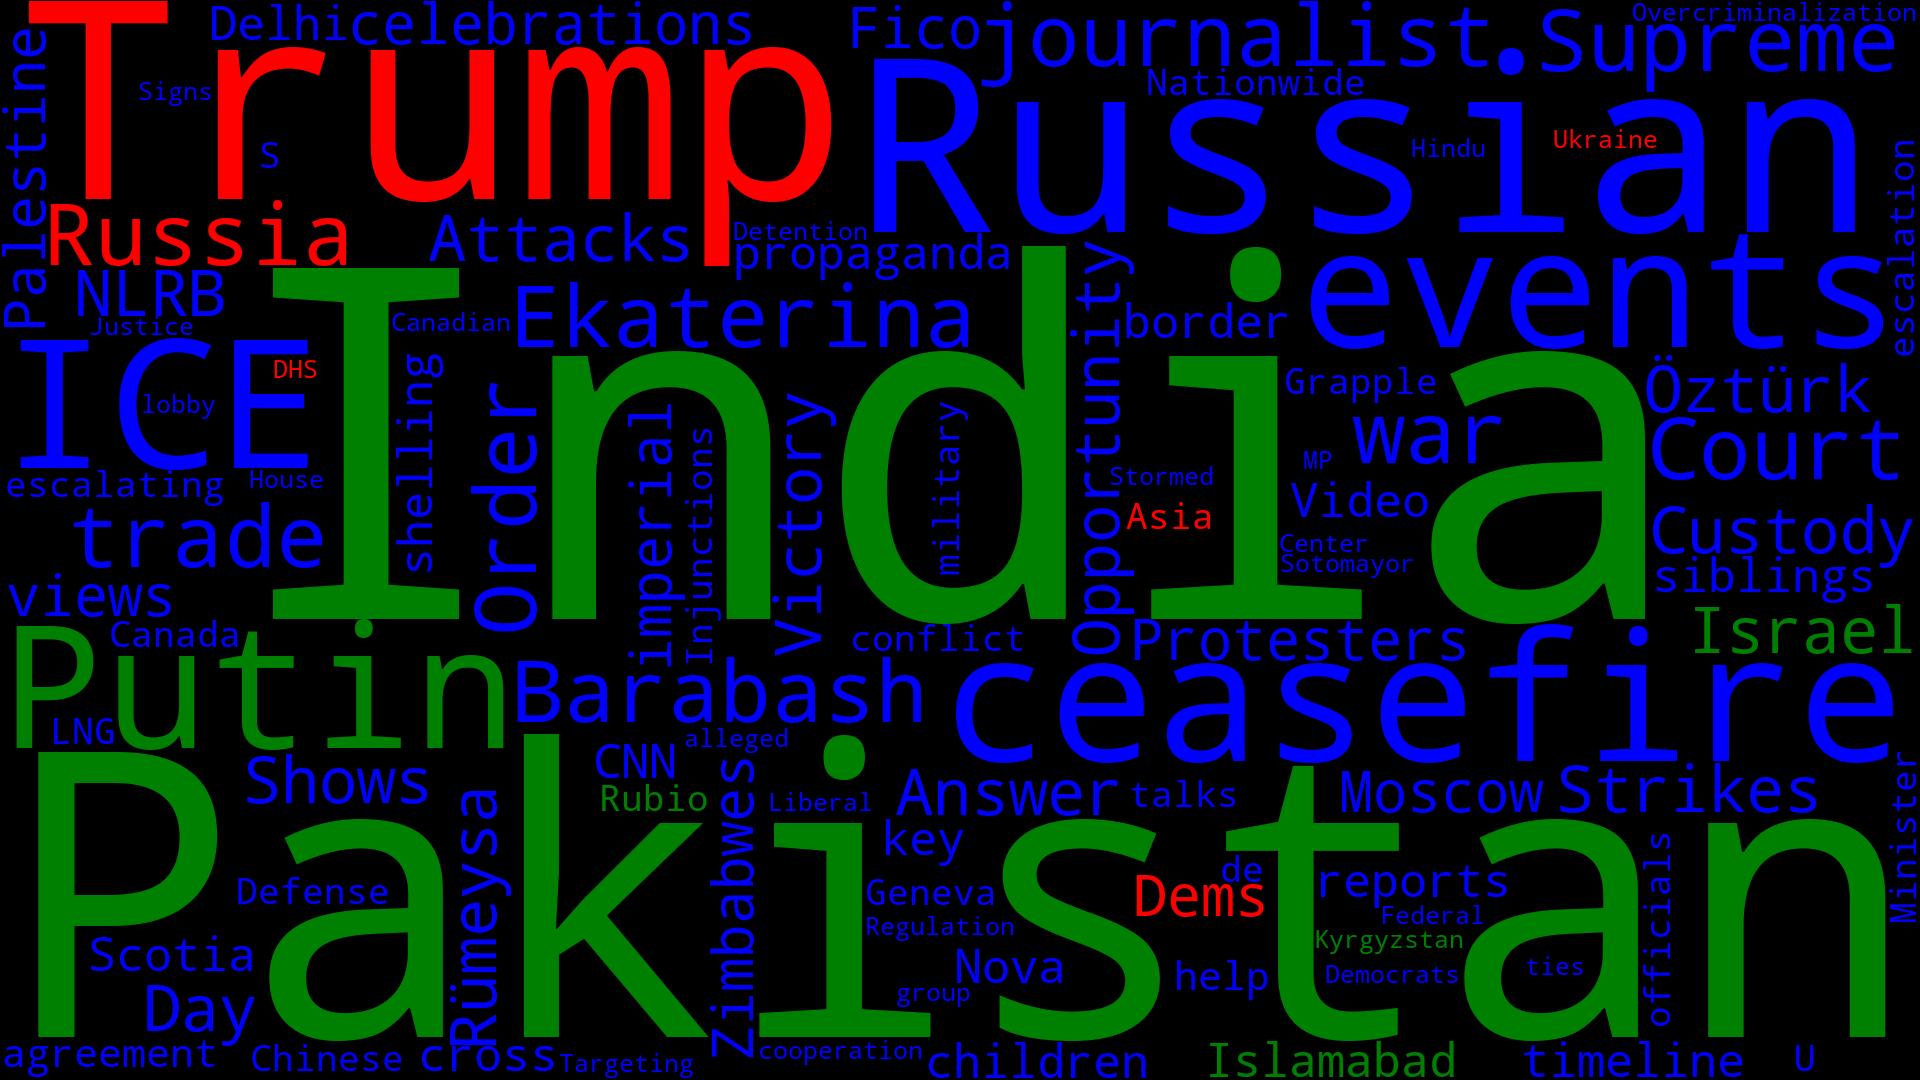 Trump
Delhi
celebrations
Fico
journalist
.
Supreme
Overcriminalization
Palestine
Signs
S
Russian
Nationwide
Hindu
Ukraine
escalation
Russia
Attacks
Detention
propaganda
NLRB
Justice
Canadian
Ekaterina
Opportunity
border
events
ICE
DHS
lobby
India
shelling
Order
imperial
Injunctions
Victory
military
Grapple
war
Öztürk
Court
escalating
House
Stormed
Asia
MP
Video
trade
Center
Sotomayor
Custody
siblings
views
Canada
Putin
LNG
conflict
Protesters
Israel
Barabash
ceasefire
Shows
Rümeysa
CNN
alleged
Rubio
Zimbabwes
Liberal
Answer
talks
Moscow
Strikes
Minister
Pakistan
key
de
Dems
reports
Defense
Geneva
Regulation
Federal
Kyrgyzstan
officials
Scotia
Nova
group
help
Democrats
ties
Day
agreement
Chinese
cross
Targeting
cooperation
children
Islamabad
timeline
U